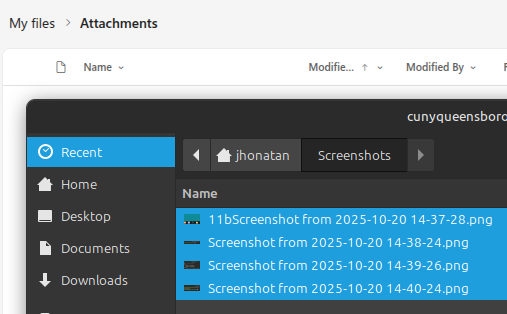 My files > Attachments
Name Modifie... ↑ Modified By
cunyqueensboro
Recent jhonatan Screenshots
Home Name
Desktop 11bScreenshot from 2025-10-20 14-37-28.png
Documents Screenshot from 2025-10-20 14-38-24.png
Downloads Screenshot from 2025-10-20 14-39-26.png
Screenshot from 2025-10-20 14-40-24.png